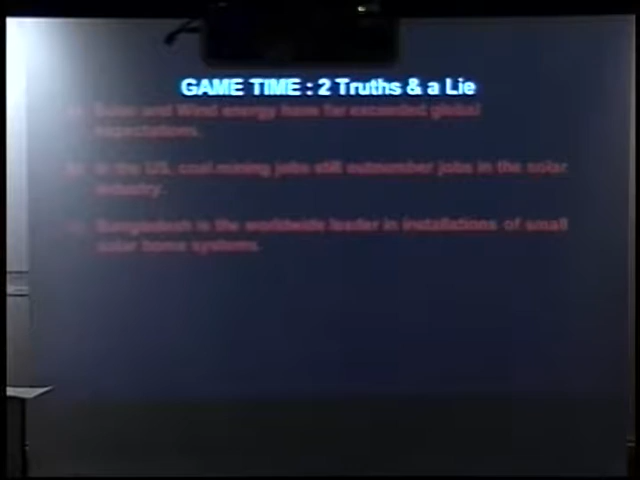 GAME TIME : 2 Truths & a Lie
Solar and Wind energy have far exceeded global
expectations.
In the US, coal mining jobs still outnumber jobs in the solar
industry.
Bangladesh is the worldwide leader in installations of small
solar home systems.